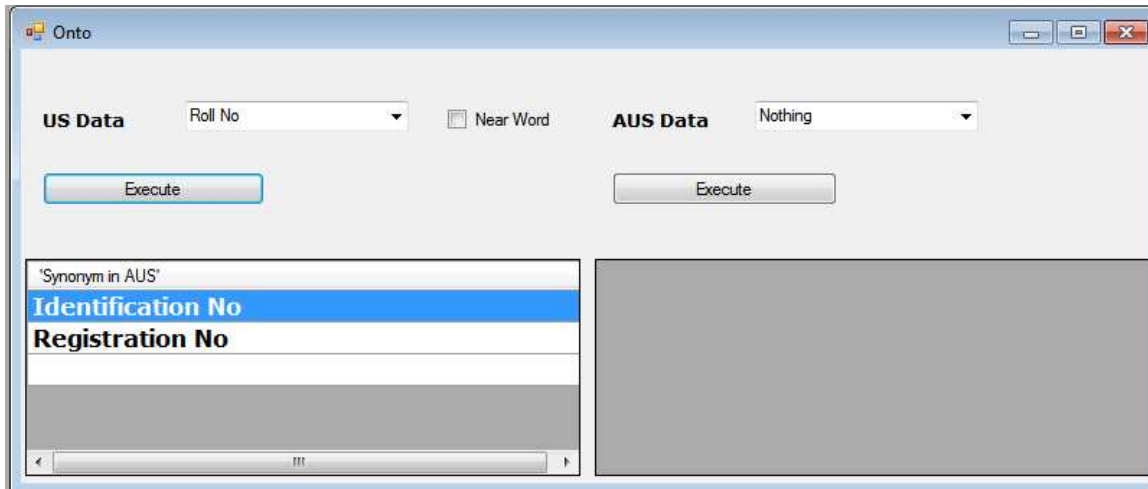 Onto
US Data Roll No Near Word AUS Data Nothing
Execute Execute
'Synonym in AUS'
Identification No
Registration No